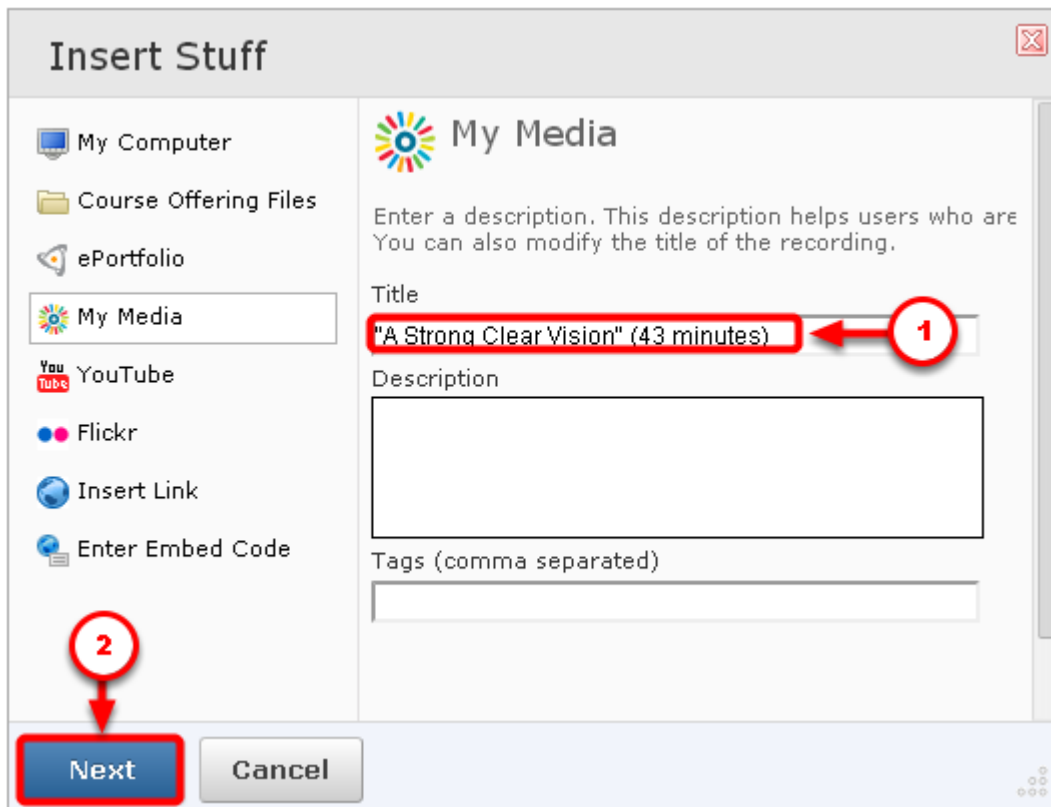 Insert Stuff
My Computer
Course Offering Files
ePortfolio
My Media
You
Tube
YouTube
Flickr
Insert Link
Enter Embed Code
My Media
Enter a description. This description helps users who are
You can also modify the title of the recording.
Title
"A Strong Clear Vision" (43 minutes)
1
Description
Tags (comma separated)
2
Next
Cancel